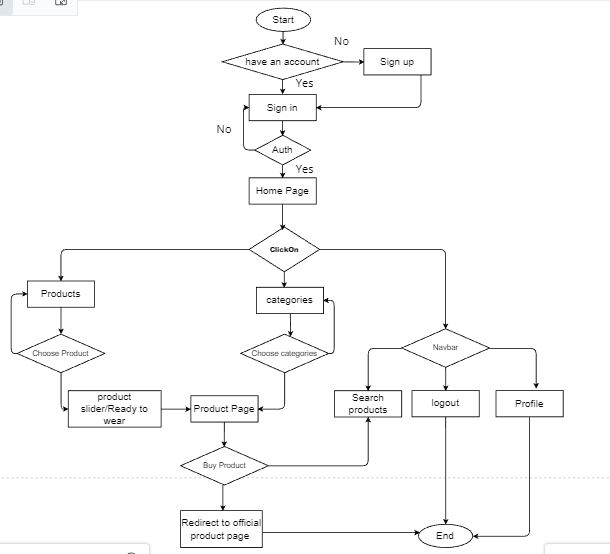 Start
No
have an account
Sign up
Yes
Sign in
No
Auth
Yes
Home Page
ClickOn
Products
categories
Navbar
Choose Product
Choose categories
product
slider/Ready to
wear
Product Page
Search
products
logout
Profile
Buy Product
Redirect to official
product page
End